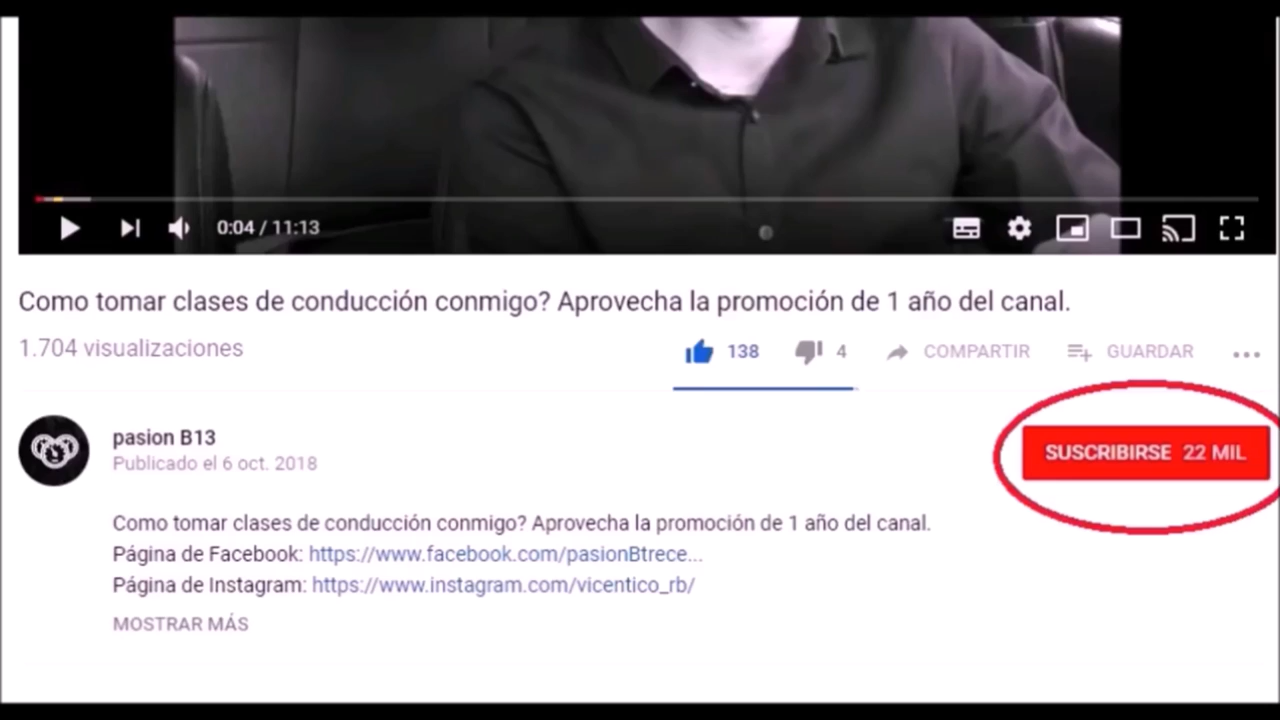 0:04 / 11:13
Como tomar clases de conducción conmigo? Aprovecha la promoción de 1 año del canal.
1.704 visualizaciones
138
4
COMPARTIR
GUARDAR
pasion B13
Publicado el 6 oct. 2018
SUSCRIBIRSE 22 MIL
Como tomar clases de conducción conmigo? Aprovecha la promoción de 1 año del canal.
Página de Facebook: https://www.facebook.com/pasionBtrece...
Página de Instagram: https://www.instagram.com/vicentico_rb/
MOSTRAR MÁS